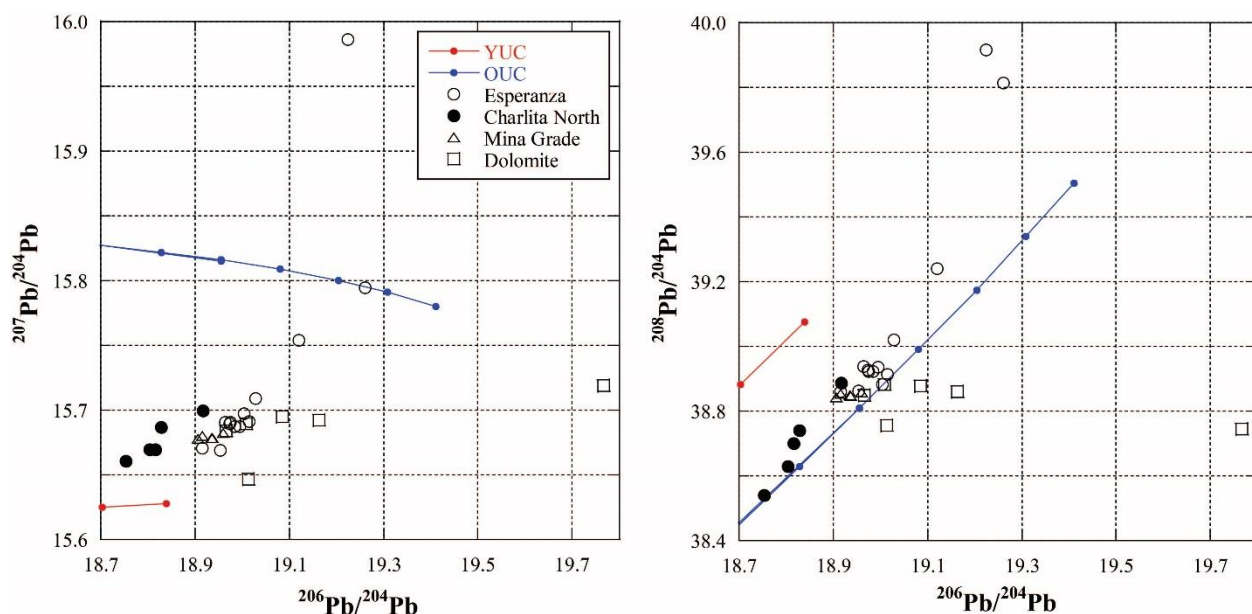 16.0
15.9
15.8
15.7
15.6
²⁰⁷Pb/²⁰⁴Pb
18.7 18.9 19.1 19.3 19.5 19.7
²⁰⁶Pb/²⁰⁴Pb
YUC
OUC
Esperanza
Charlita North
Mina Grade
Dolomite
40.0
39.6
39.2
38.8
38.4
²⁰⁸Pb/²⁰⁴Pb
18.7 18.9 19.1 19.3 19.5 19.7
²⁰⁶Pb/²⁰⁴Pb